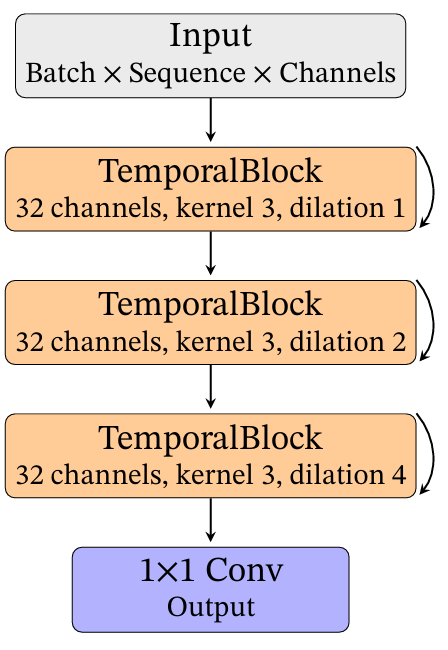 Input
Batch × Sequence × Channels
TemporalBlock
32 channels, kernel 3, dilation 1
TemporalBlock
32 channels, kernel 3, dilation 2
TemporalBlock
32 channels, kernel 3, dilation 4
1×1 Conv
Output